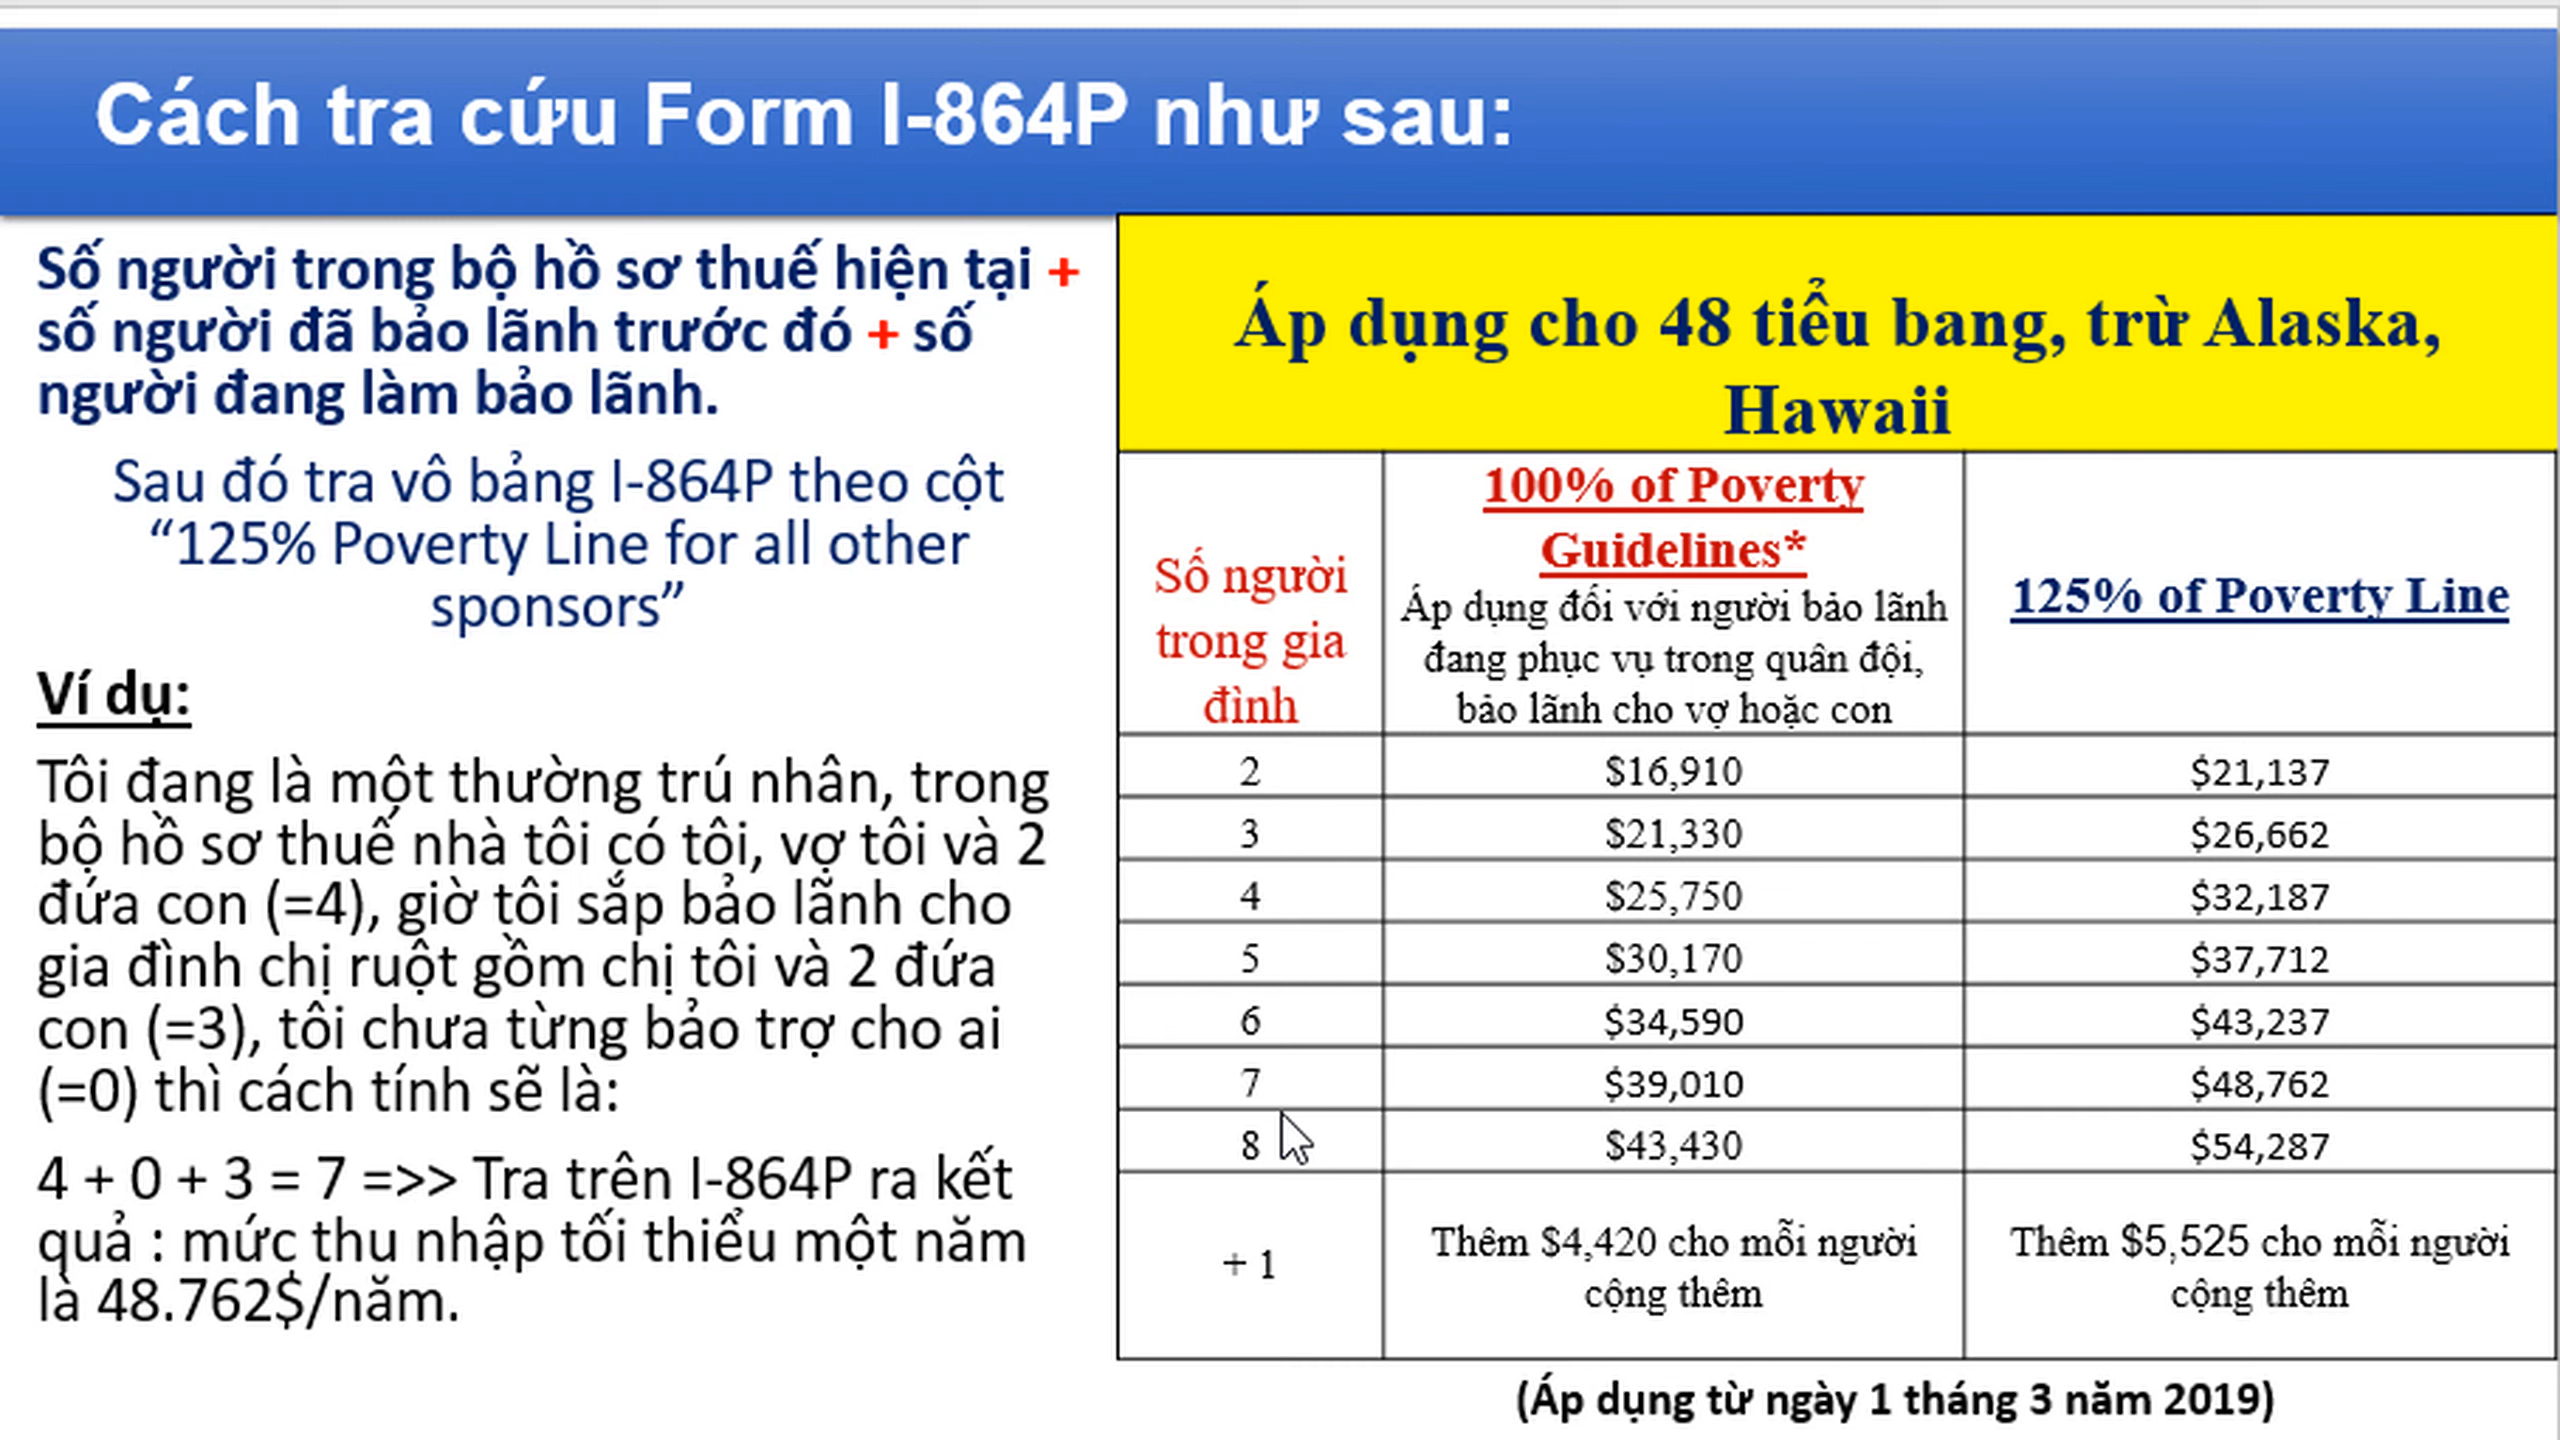 Cách tra cứu Form I-864P như sau:
Số người trong bộ hồ sơ thuế hiện tại +
số người đã bảo lãnh trước đó + số
người đang làm bảo lãnh.
Sau đó tra vô bảng I-864P theo cột
“125% Poverty Line for all other
sponsors”
Ví dụ:
Tôi đang là một thường trú nhân, trong
bộ hồ sơ thuế nhà tôi có tôi, vợ tôi và 2
đứa con (=4), giờ tôi sắp bảo lãnh cho
gia đình chị ruột gồm chị tôi và 2 đứa
con (=3), tôi chưa từng bảo trợ cho ai
(=0) thì cách tính sẽ là:
4 + 0 + 3 = 7 =>> Tra trên I-864P ra kết
quả : mức thu nhập tối thiểu một năm
là 48.762$/năm.
Áp dụng cho 48 tiểu bang, trừ Alaska,
Hawaii
Số người
trong gia
đình
100% of Poverty
Guidelines*
Áp dụng đối với người bảo lãnh
đang phục vụ trong quân đội,
bảo lãnh cho vợ hoặc con
125% of Poverty Line
2 $16,910 $21,137
3 $21,330 $26,662
4 $25,750 $32,187
5 $30,170 $37,712
6 $34,590 $43,237
7 $39,010 $48,762
8 $43,430 $54,287
+ 1
Thêm $4,420 cho mỗi người
cộng thêm
Thêm $5,525 cho mỗi người
cộng thêm
(Áp dụng từ ngày 1 tháng 3 năm 2019)